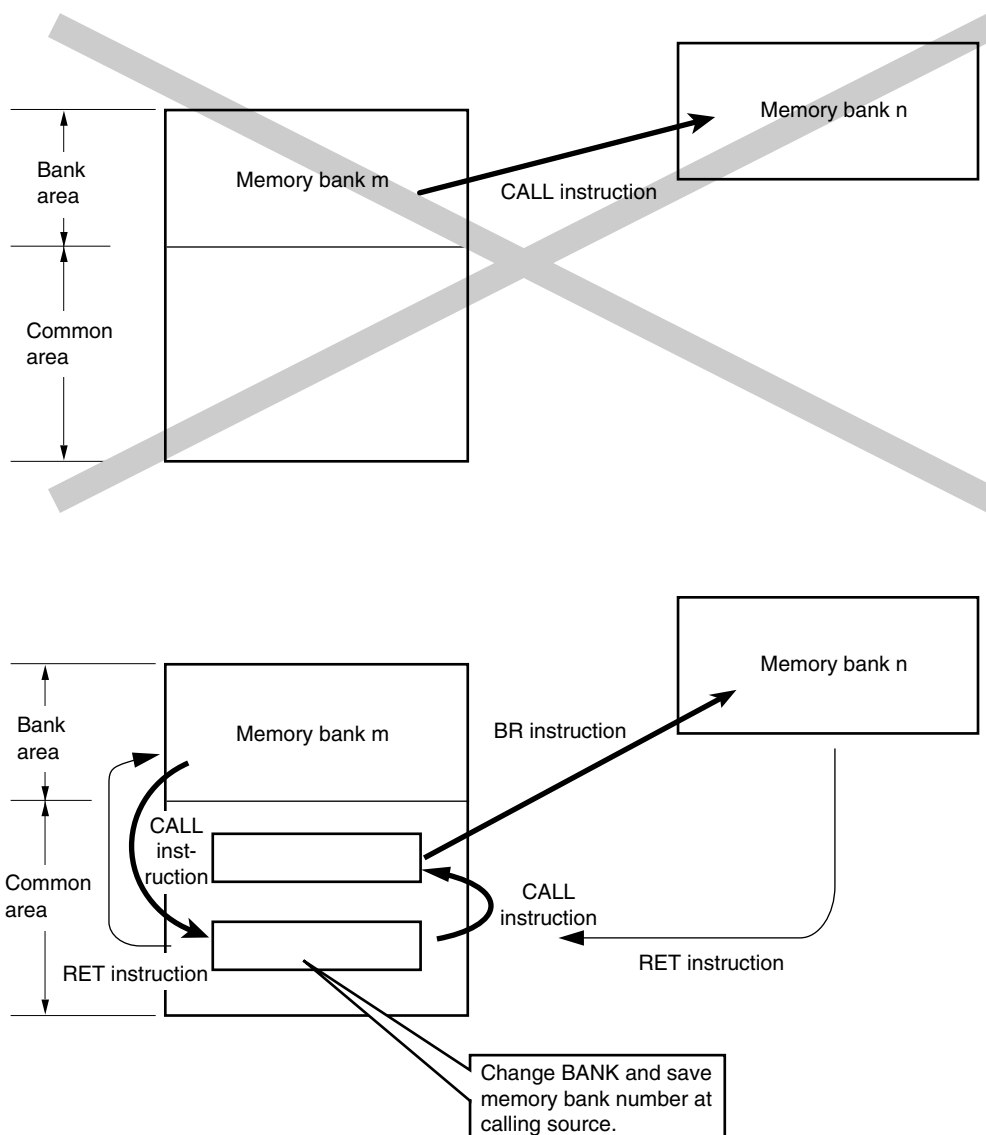 Memory bank n
Bank
area
Memory bank m
CALL instruction
Common
area
Memory bank n
Bank
area
Memory bank m
BR instruction
CALL
inst-
ruction
Common
area
CALL
instruction
RET instruction
RET instruction
Change BANK and save
memory bank number at
calling source.